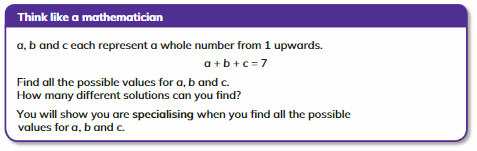 Think like a mathematician
a, b and c each represent a whole number from 1 upwards.
a + b + c = 7
Find all the possible values for a, b and c.
How many different solutions can you find?
You will show you are specialising when you find all the possible
values for a, b and c.